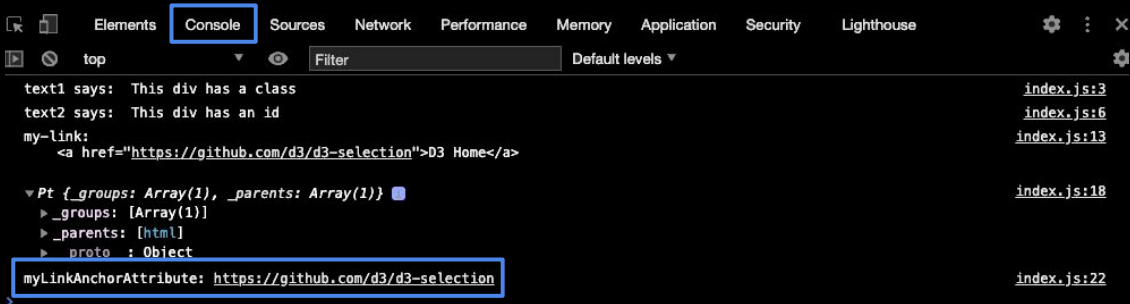 Elements Console Sources Network Performance Memory Application Security Lighthouse
top Filter Default levels
text1 says: This div has a class index.js:3
text2 says: This div has an id index.js:6
my-link: index.js:13
<a href="https://github.com/d3/d3-selection">D3 Home</a>
Pt {_groups: Array(1), _parents: Array(1)} i index.js:18
_groups: [Array(1)]
_parents: [html]
__proto__: Object
myLinkAnchorAttribute: https://github.com/d3/d3-selection index.js:22